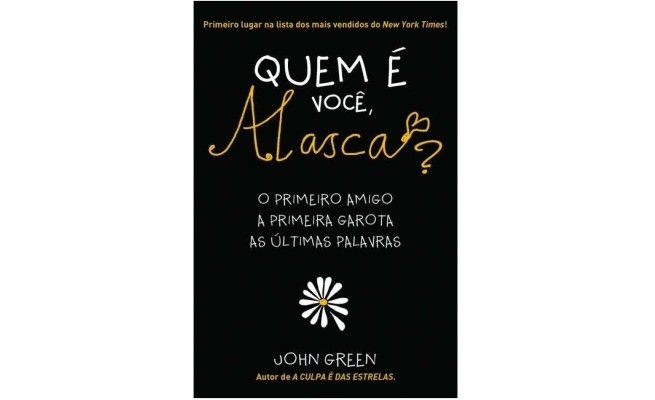 Primeiro lugar na lista dos mais vendidos do New York Times!
QUEM É
VOCÊ,
Alasca?
O PRIMEIRO AMIGO
A PRIMEIRA GAROTA
AS ÚLTIMAS PALAVRAS
JOHN GREEN
Autor de A CULPA É DAS ESTRELAS.